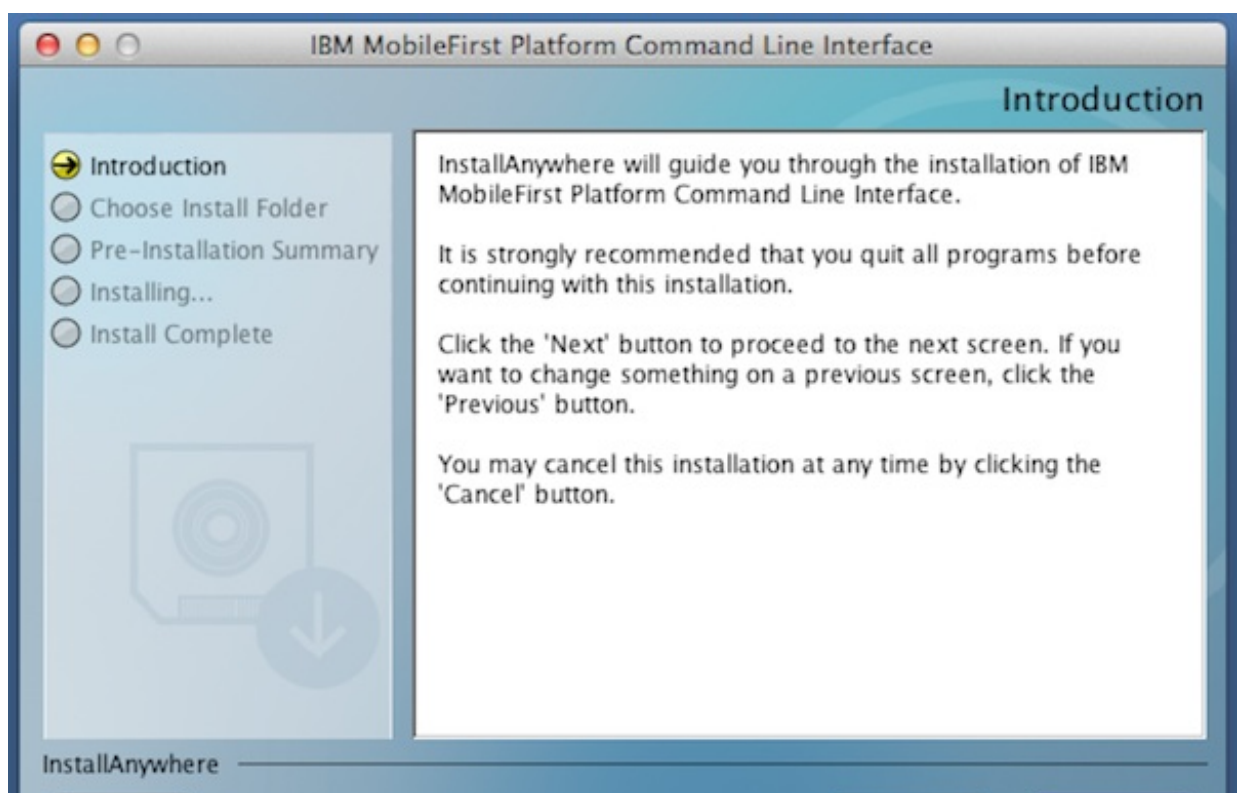 IBM MobileFirst Platform Command Line Interface
Introduction
Introduction
Choose Install Folder
Pre-Installation Summary
Installing...
Install Complete
InstallAnywhere will guide you through the installation of IBM
MobileFirst Platform Command Line Interface.
It is strongly recommended that you quit all programs before
continuing with this installation.
Click the 'Next' button to proceed to the next screen. If you
want to change something on a previous screen, click the
'Previous' button.
You may cancel this installation at any time by clicking the
'Cancel' button.
InstallAnywhere